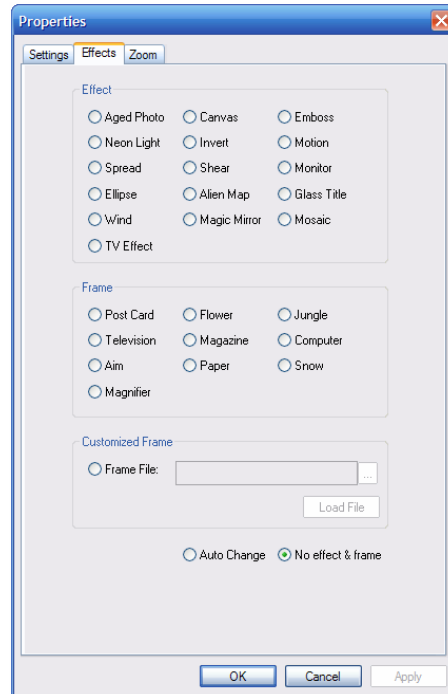 Properties
Settings Effects Zoom
Effect
Aged Photo Canvas Emboss
Neon Light Invert Motion
Spread Shear Monitor
Ellipse Alien Map Glass Title
Wind Magic Mirror Mosaic
TV Effect
Frame
Post Card Flower Jungle
Television Magazine Computer
Aim Paper Snow
Magnifier
Customized Frame
Frame File: ...
Load File
Auto Change No effect & frame
OK Cancel Apply